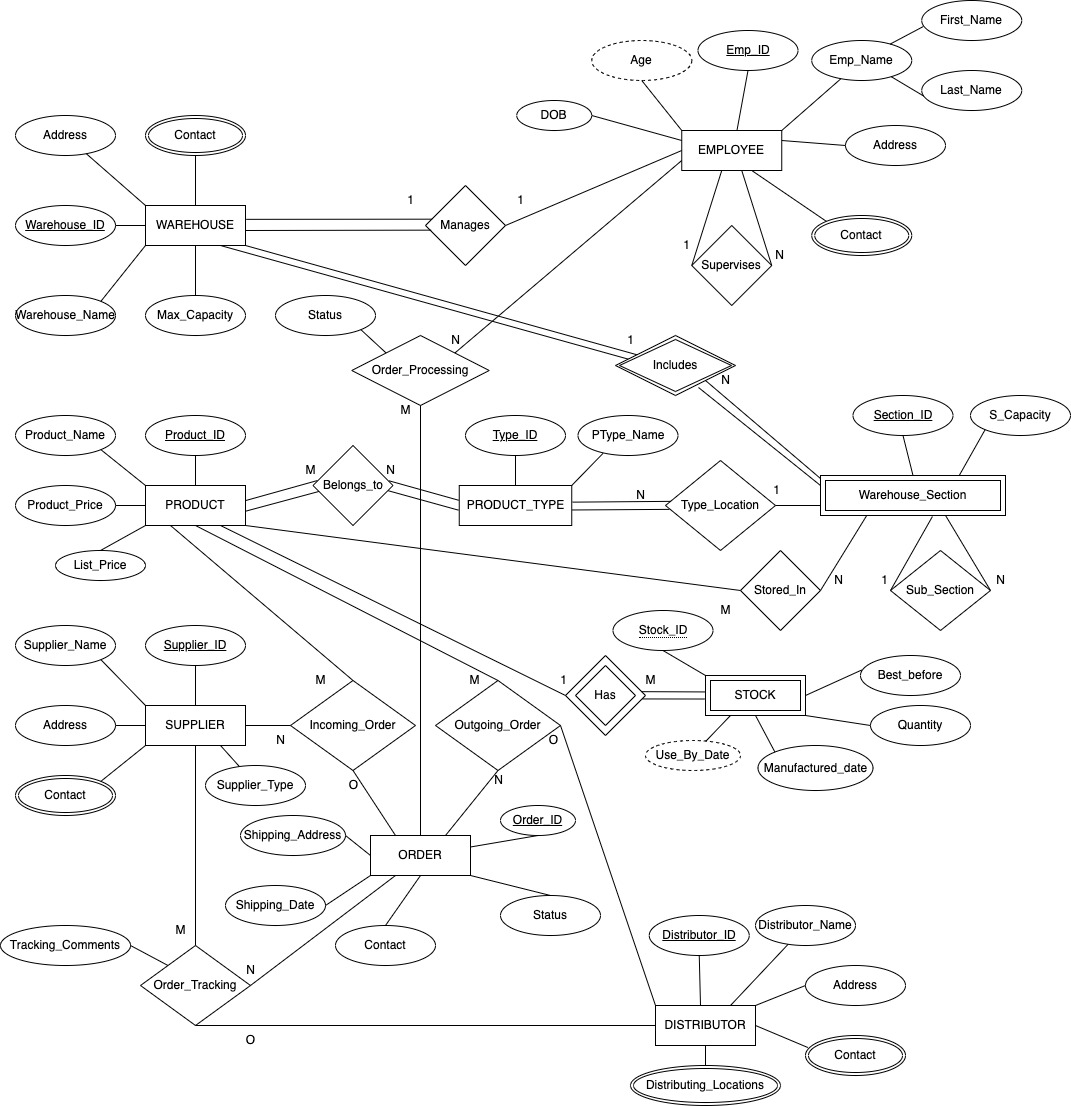 First_Name
Emp_ID
Age
Emp_Name
Last_Name
DOB
Address
Contact
EMPLOYEE
Address
1
1
Warehouse_ID
WAREHOUSE
Manages
Contact
1
N
Supervises
Warehouse_Name
Max_Capacity
Status
N
1
Order_Processing
Includes
N
M
Section_ID
S_Capacity
Product_Name
Product_ID
Type_ID
PType_Name
M
N
Belongs_to
N
1
Warehouse_Section
Product_Price
PRODUCT
PRODUCT_TYPE
Type_Location
List_Price
N
1
N
Stored_In
Sub_Section
M
Stock_ID
Supplier_Name
Supplier_ID
M
M
1
M
Has
STOCK
Best_before
Address
SUPPLIER
Incoming_Order
Outgoing_Order
Quantity
N
O
Use_By_Date
Manufactured_date
Contact
Supplier_Type
O
N
Order_ID
Shipping_Address
ORDER
Shipping_Date
Status
M
Distributor_Name
Tracking_Comments
Contact
Distributor_ID
N
Order_Tracking
Address
DISTRIBUTOR
O
Contact
Distributing_Locations